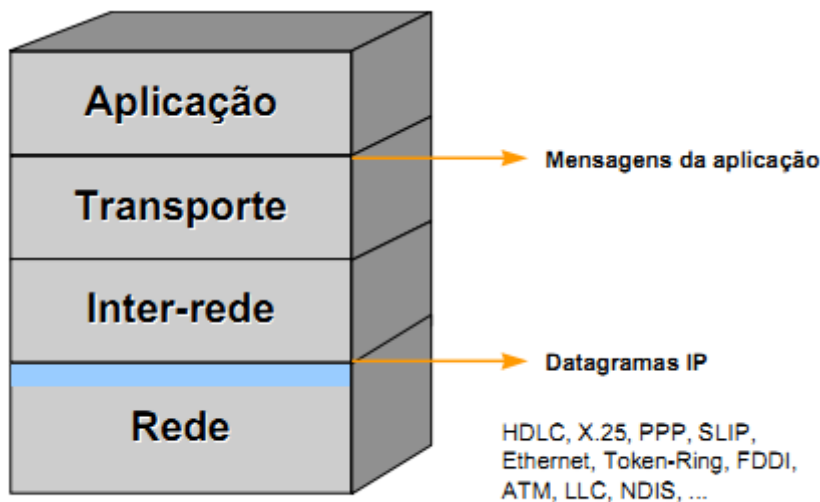 Aplicação
Mensagens da aplicação
Transporte
Inter-rede
Datagramas IP
Rede
HDLC, X.25, PPP, SLIP,
Ethernet, Token-Ring, FDDI,
ATM, LLC, NDIS, ...